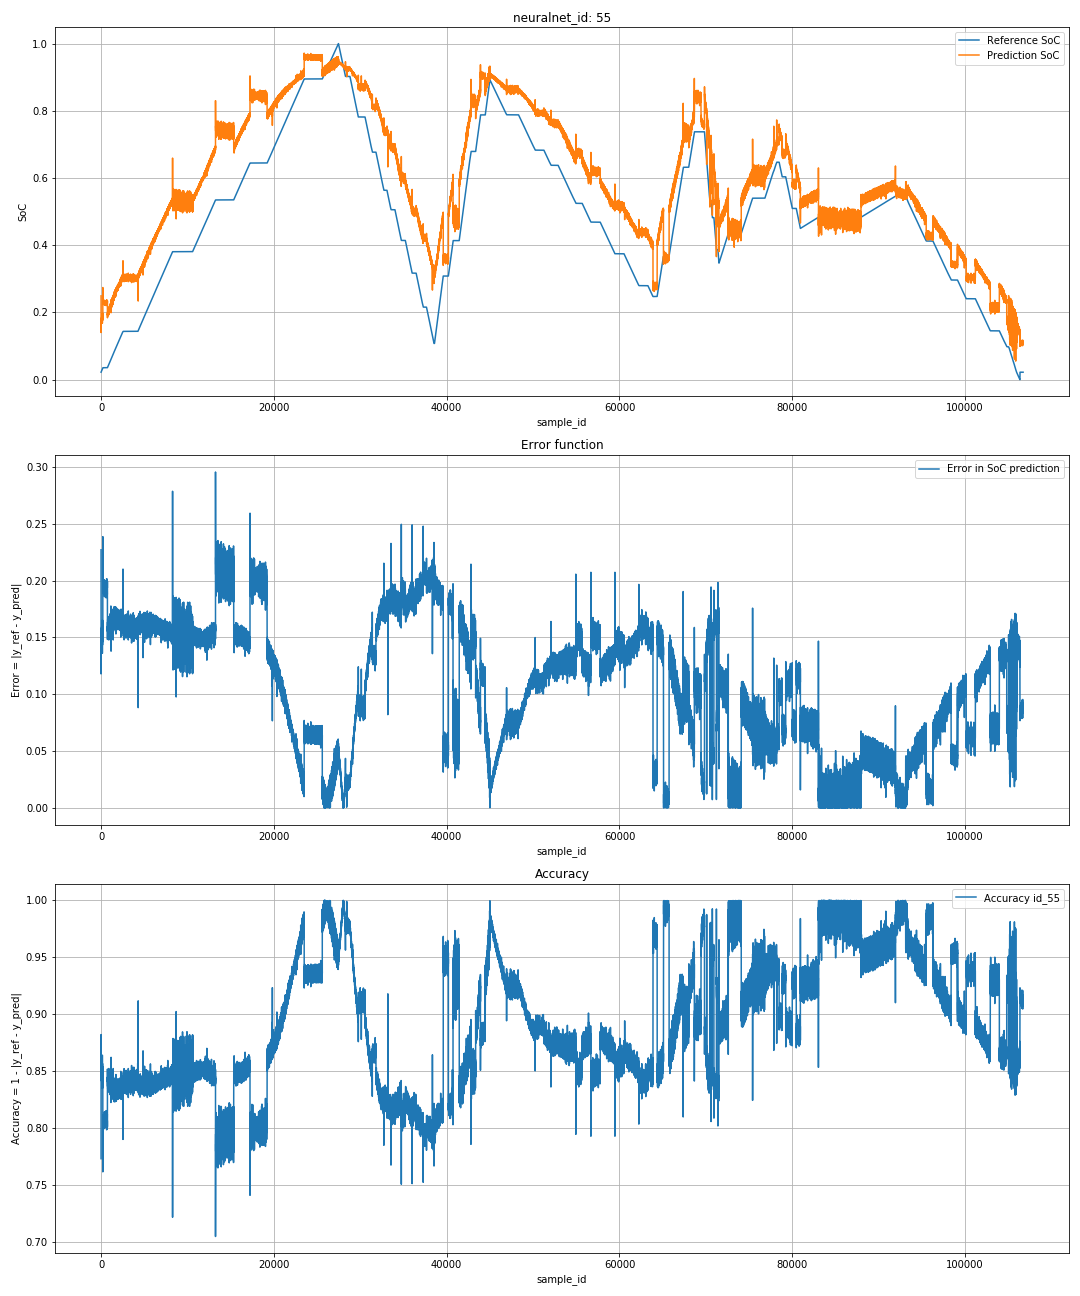 neuralnet_id: 55
Reference SoC
Prediction SoC
SoC
1.0
0.8
0.6
0.4
0.2
0.0
0 20000 40000 60000 80000 100000
sample_id
Error function
Error in SoC prediction
Error = |y_ref - y_pred|
0.30
0.25
0.20
0.15
0.10
0.05
0.00
0 20000 40000 60000 80000 100000
sample_id
Accuracy
Accuracy id_55
Accuracy = 1 - |y_ref - y_pred|
1.00
0.95
0.90
0.85
0.80
0.75
0.70
0 20000 40000 60000 80000 100000
sample_id